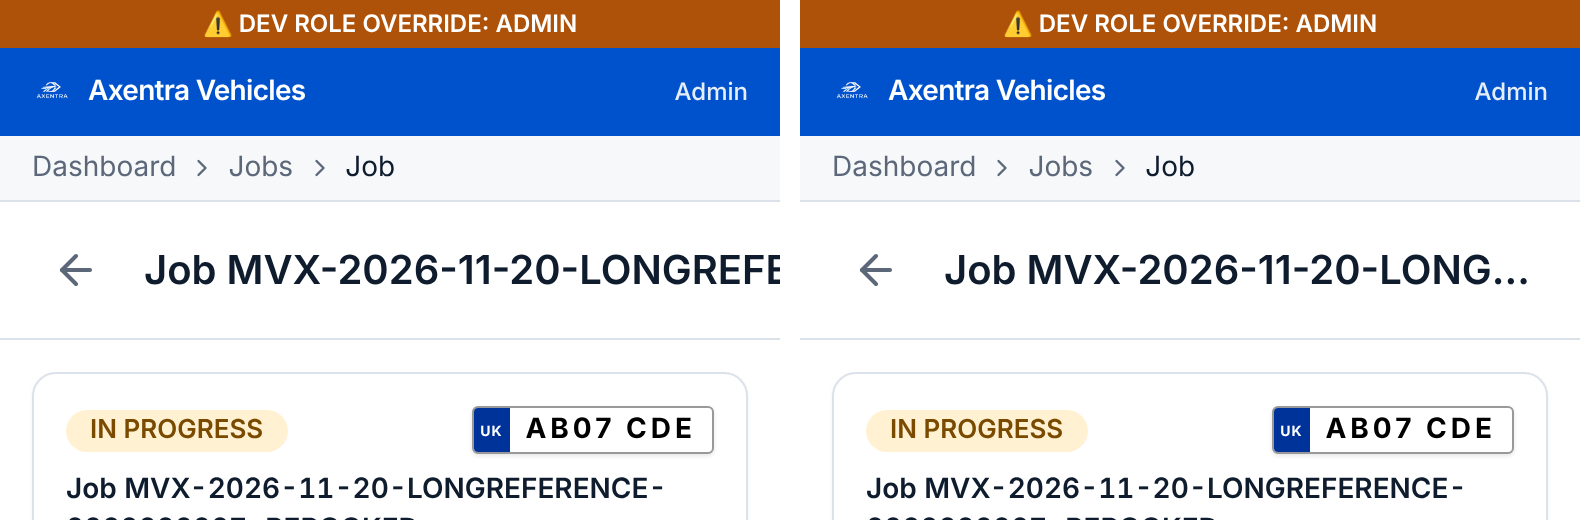 ⚠️ DEV ROLE OVERRIDE: ADMIN
AXENTRA Axentra Vehicles Admin
Dashboard > Jobs > Job
← Job MVX-2026-11-20-LONGREFE
IN PROGRESS UK AB07 CDE
Job MVX-2026-11-20-LONGREFERENCE-
⚠️ DEV ROLE OVERRIDE: ADMIN
AXENTRA Axentra Vehicles Admin
Dashboard > Jobs > Job
← Job MVX-2026-11-20-LONG...
IN PROGRESS UK AB07 CDE
Job MVX-2026-11-20-LONGREFERENCE-